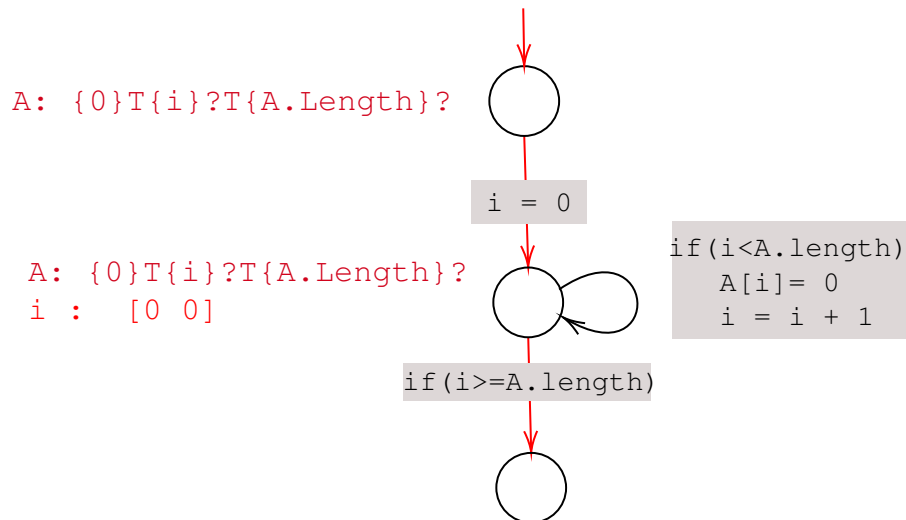 A: {0}T{i}?T{A.Length}?
i = 0
A: {0}T{i}?T{A.Length}?
i :  [0 0]
if(i<A.length)
A[i]= 0
i = i + 1
if(i>=A.length)